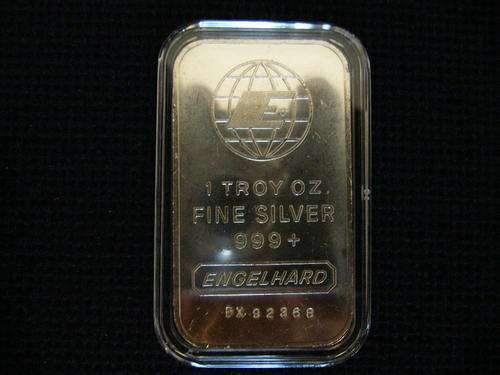 E
1 TROY OZ.
FINE SILVER
999+
ENGELHARD